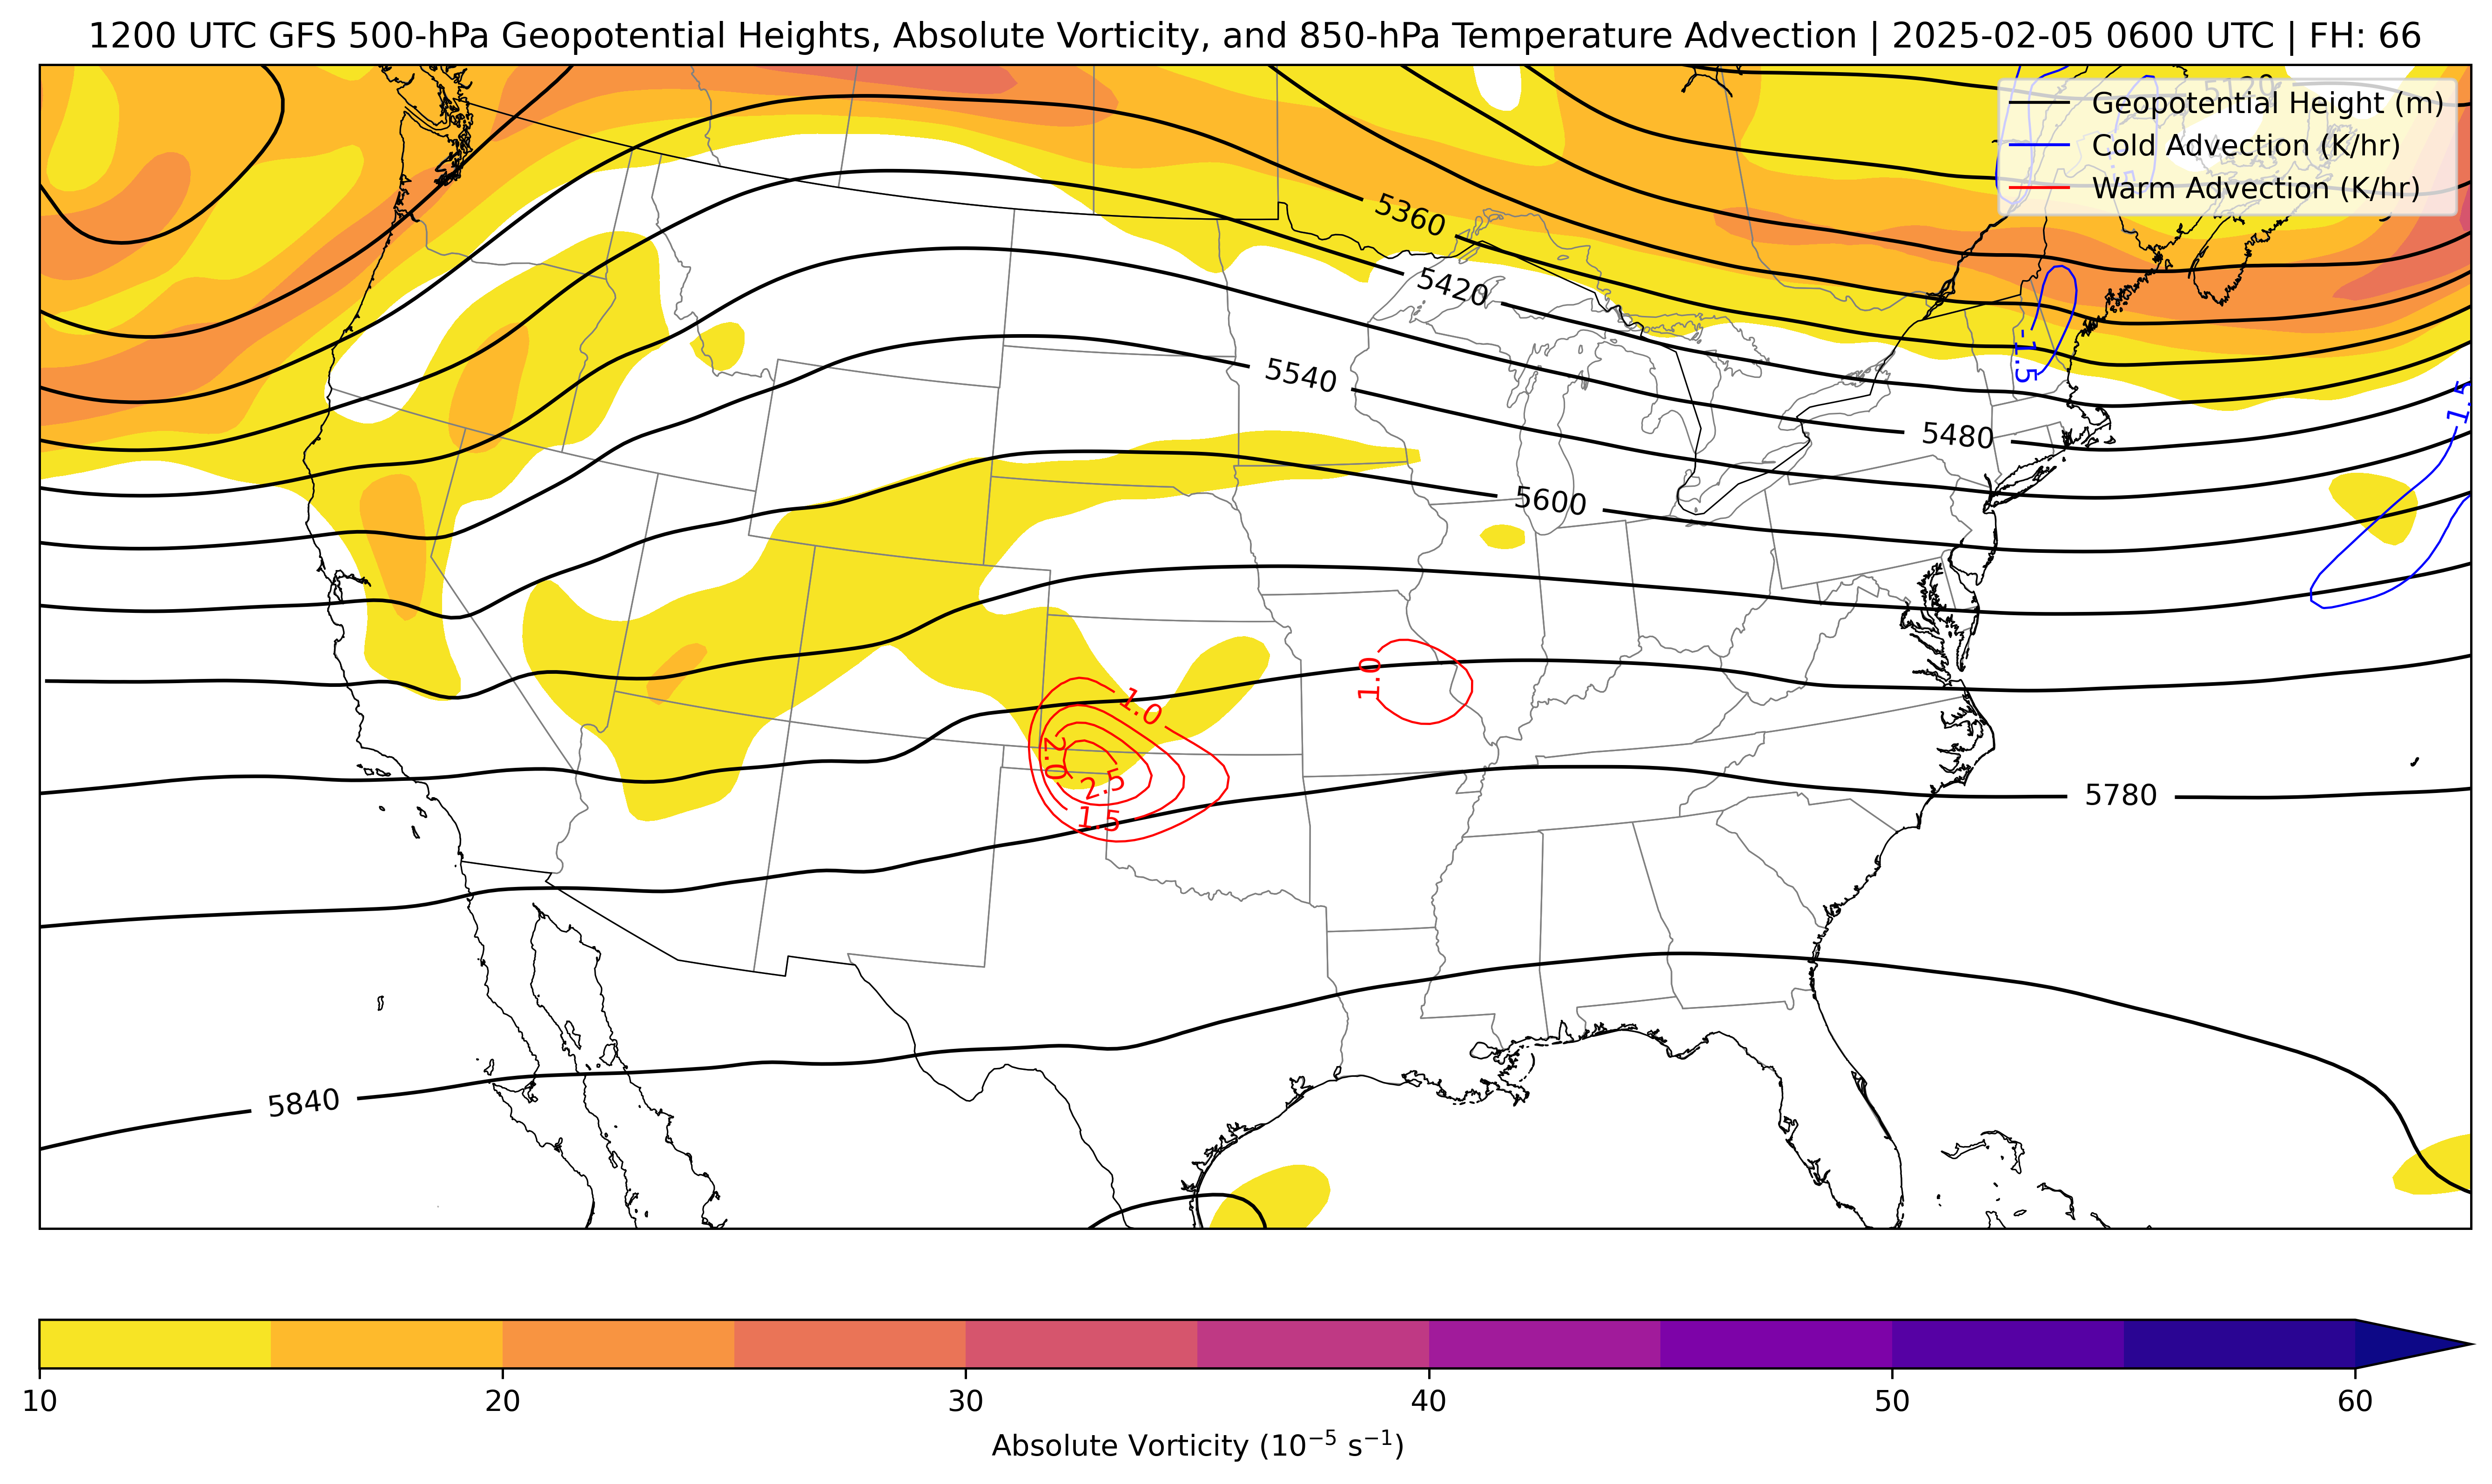 1200 UTC GFS 500-hPa Geopotential Heights, Absolute Vorticity, and 850-hPa Temperature Advection | 2025-02-05 0600 UTC | FH: 66
5120
Geopotential Height (m)
Cold Advection (K/hr)
Warm Advection (K/hr)
5360
5420
-1.5
5540
5480
5600
1.0
1.0
2.0
2.5
1.5
5780
5840
10 20 30 40 50 60
Absolute Vorticity (10⁻⁵ s⁻¹)